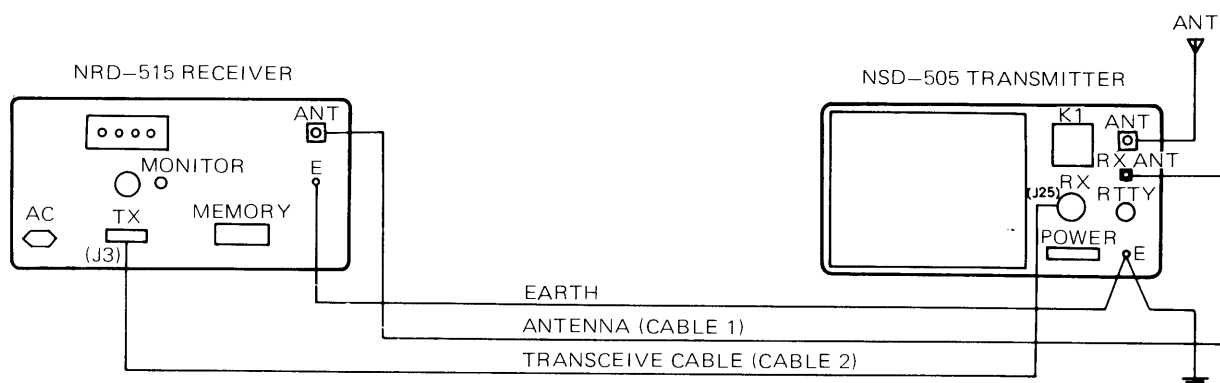 ANT
NRD-515 RECEIVER
NSD-505 TRANSMITTER
ANT
MONITOR
E
AC
TX
MEMORY
(J3)
K1
ANT
RX ANT
(J25)
RX
RTTY
POWER
E
EARTH
ANTENNA (CABLE 1)
TRANSCEIVE CABLE (CABLE 2)